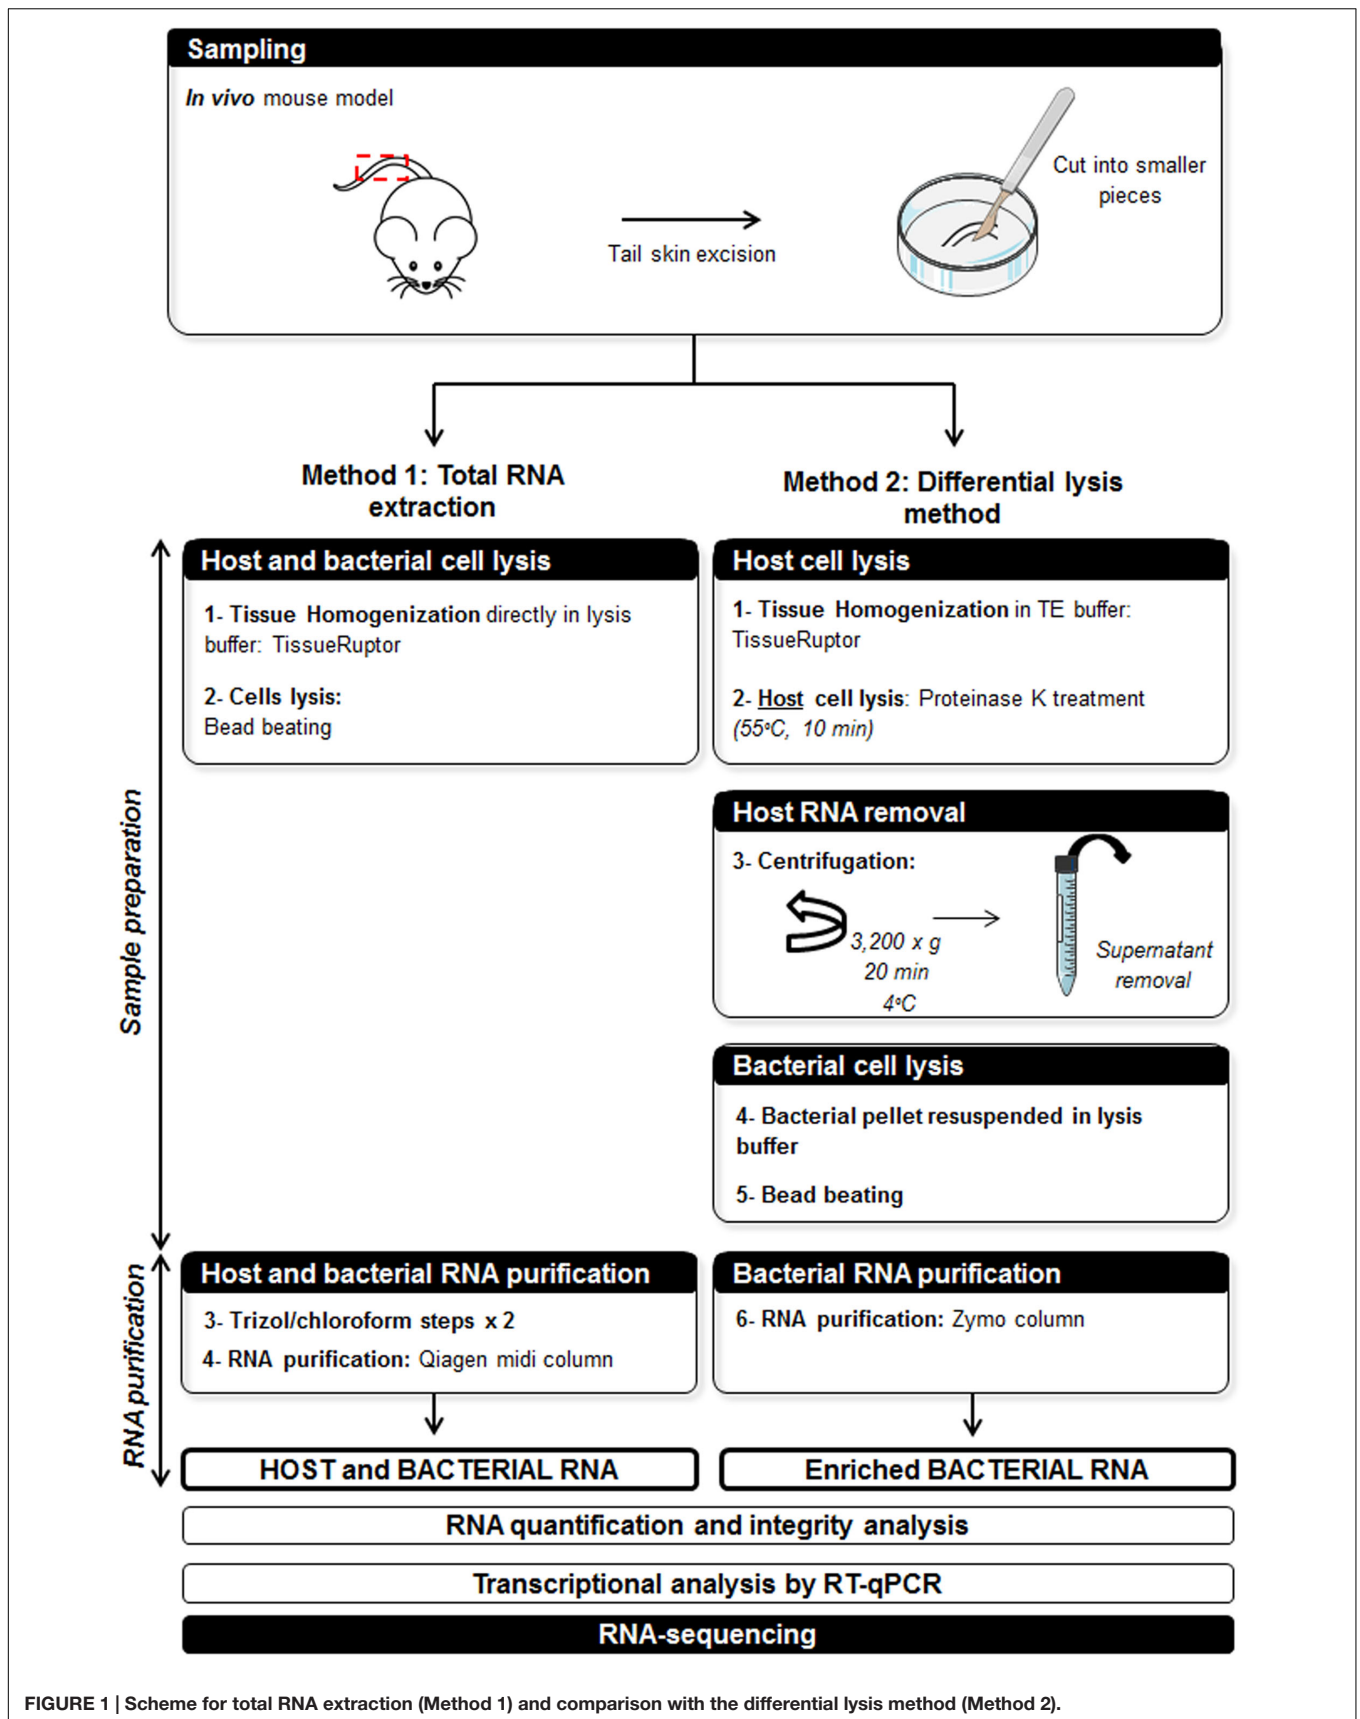 Sampling
In vivo mouse model
Tail skin excision
Cut into smaller
pieces
Method 1: Total RNA
extraction
Method 2: Differential lysis
method
Sample preparation
Host and bacterial cell lysis
1- Tissue Homogenization directly in lysis
buffer: TissueRuptor
2- Cells lysis:
Bead beating
Host cell lysis
1- Tissue Homogenization in TE buffer:
TissueRuptor
2- Host cell lysis: Proteinase K treatment
(55ºC, 10 min)
Host RNA removal
3- Centrifugation:
3,200 x g
20 min
4ºC
Supernatant
removal
Bacterial cell lysis
4- Bacterial pellet resuspended in lysis
buffer
5- Bead beating
RNA purification
Host and bacterial RNA purification
3- Trizol/chloroform steps x 2
4- RNA purification: Qiagen midi column
Bacterial RNA purification
6- RNA purification: Zymo column
HOST and BACTERIAL RNA
Enriched BACTERIAL RNA
RNA quantification and integrity analysis
Transcriptional analysis by RT-qPCR
RNA-sequencing
FIGURE 1 | Scheme for total RNA extraction (Method 1) and comparison with the differential lysis method (Method 2).